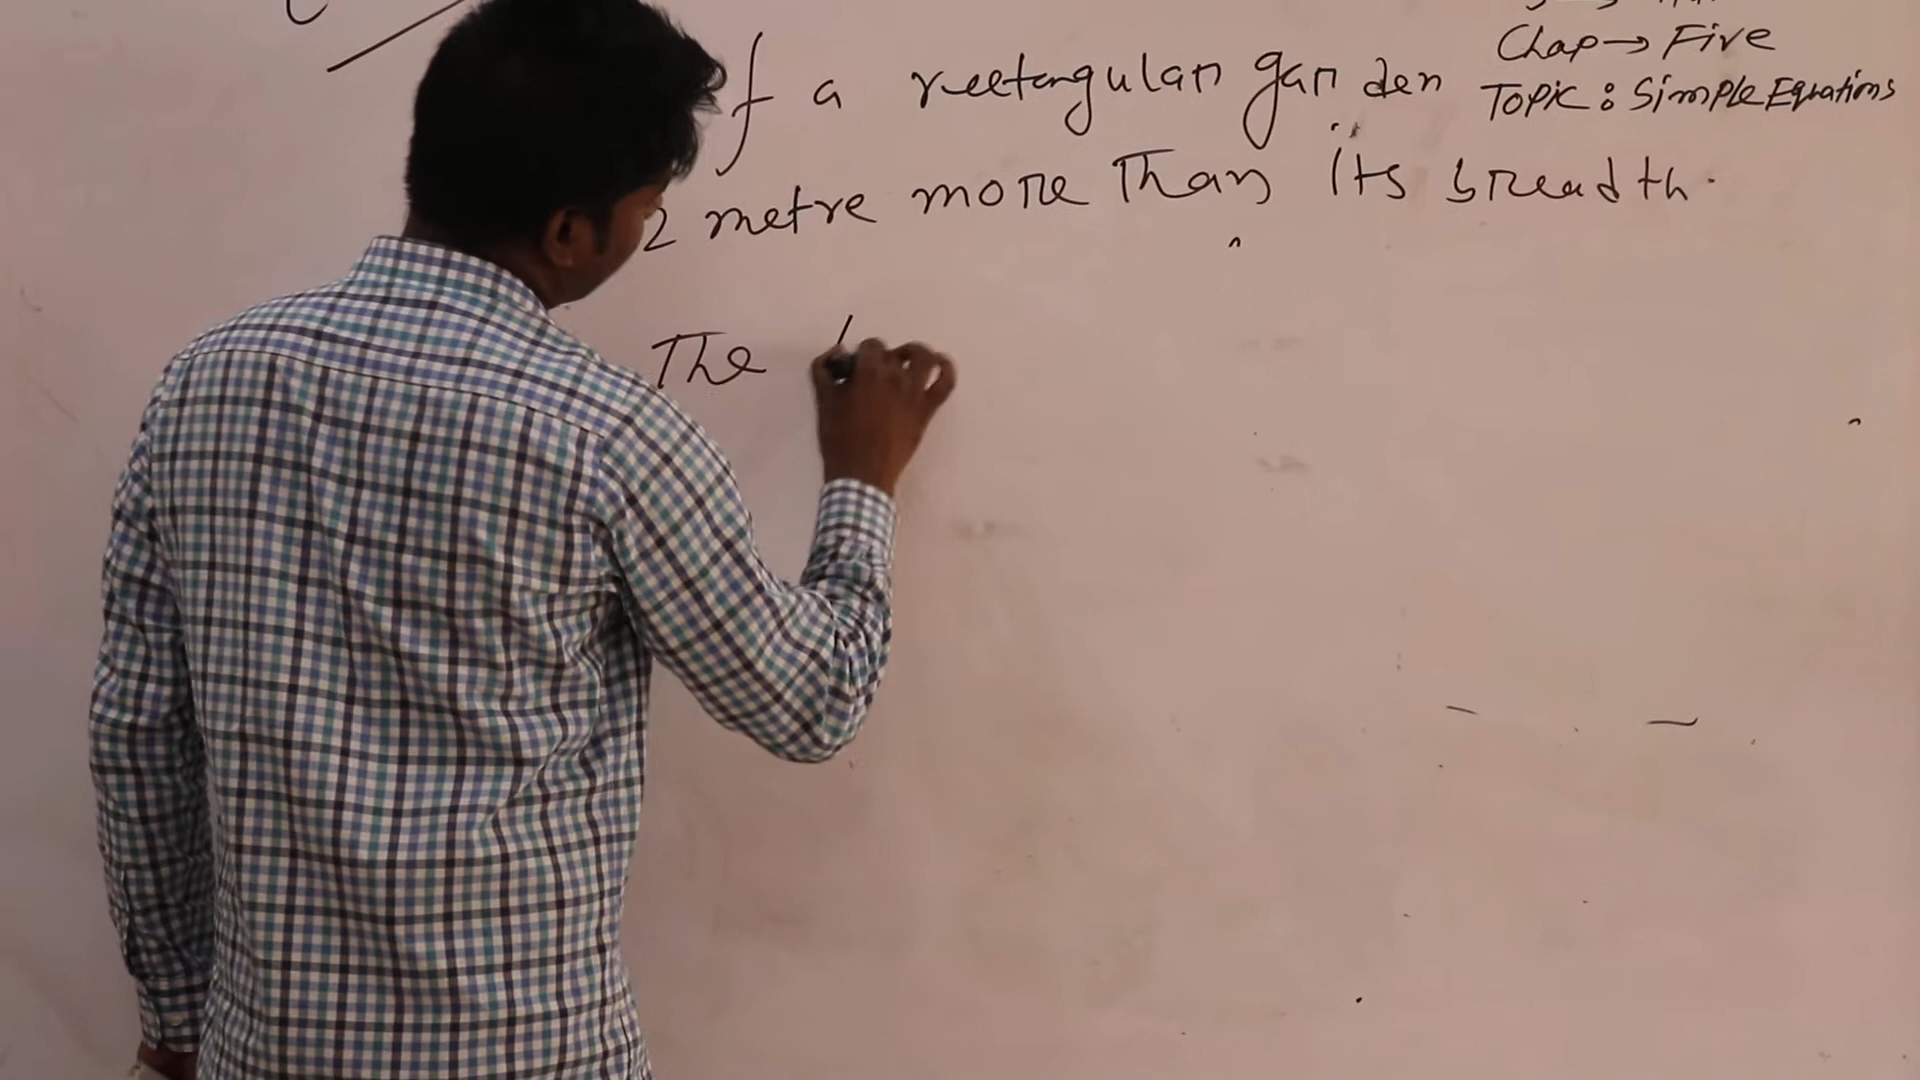 Chap → Five
f a rectangular garden
Topic : Simple Equations
2 metre more than its breadth.
The